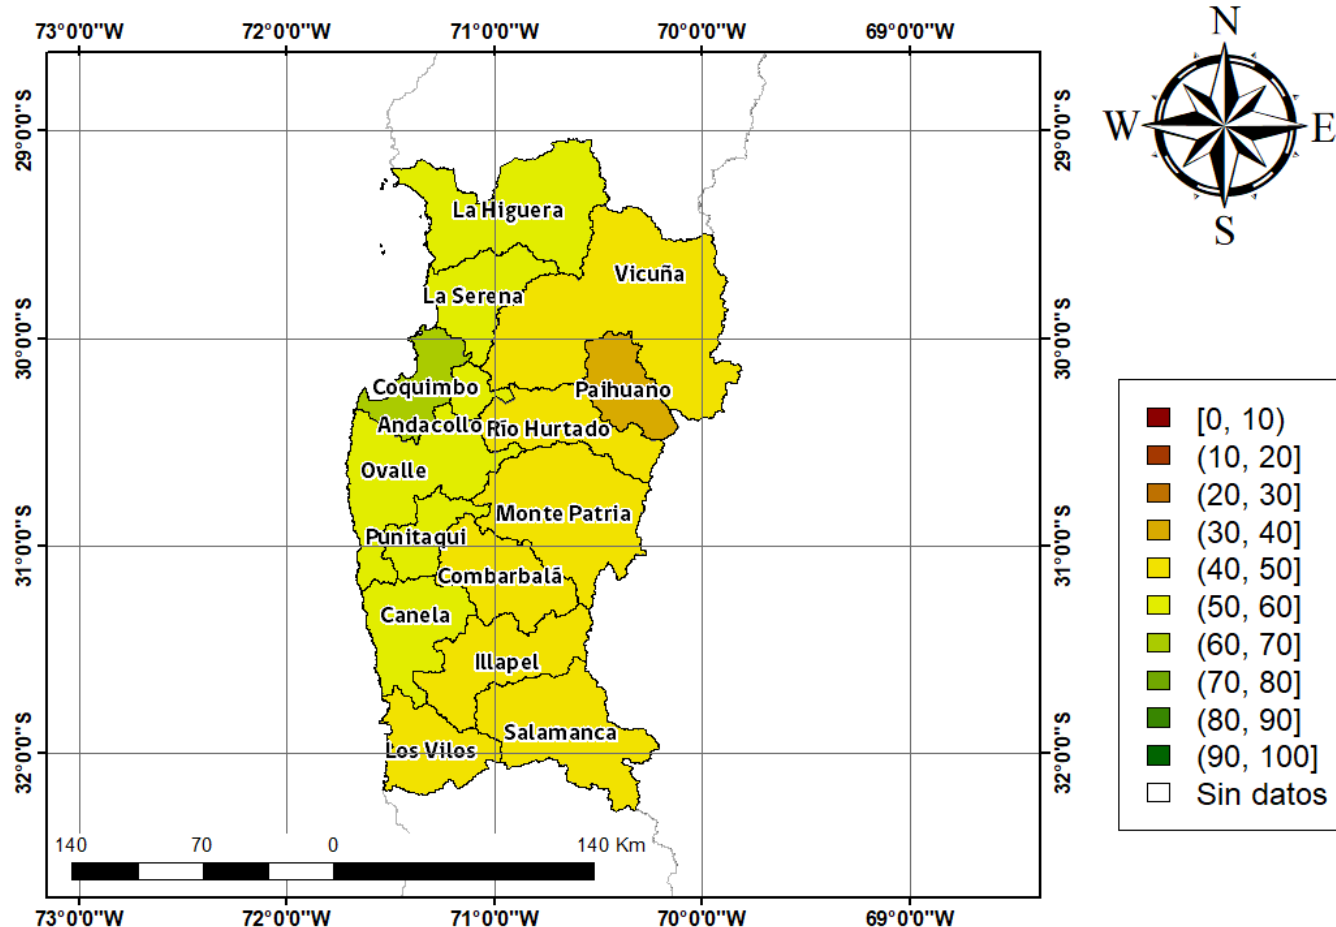 73°0'0"W 72°0'0"W 71°0'0"W 70°0'0"W 69°0'0"W
N
W E
S
29°0'0"S 29°0'0"S
La Higuera
Vicuña
La Serena
30°0'0"S 30°0'0"S
Coquimbo Paihuano
Andacollo Río Hurtado
Ovalle
Monte Patria
Punitaqui
31°0'0"S 31°0'0"S
Combarbalá
Canela
Illapel
Salamanca
Los Vilos
32°0'0"S 32°0'0"S
[0, 10)
(10, 20]
(20, 30]
(30, 40]
(40, 50]
(50, 60]
(60, 70]
(70, 80]
(80, 90]
(90, 100]
Sin datos
140 70 0 140 Km
73°0'0"W 72°0'0"W 71°0'0"W 70°0'0"W 69°0'0"W